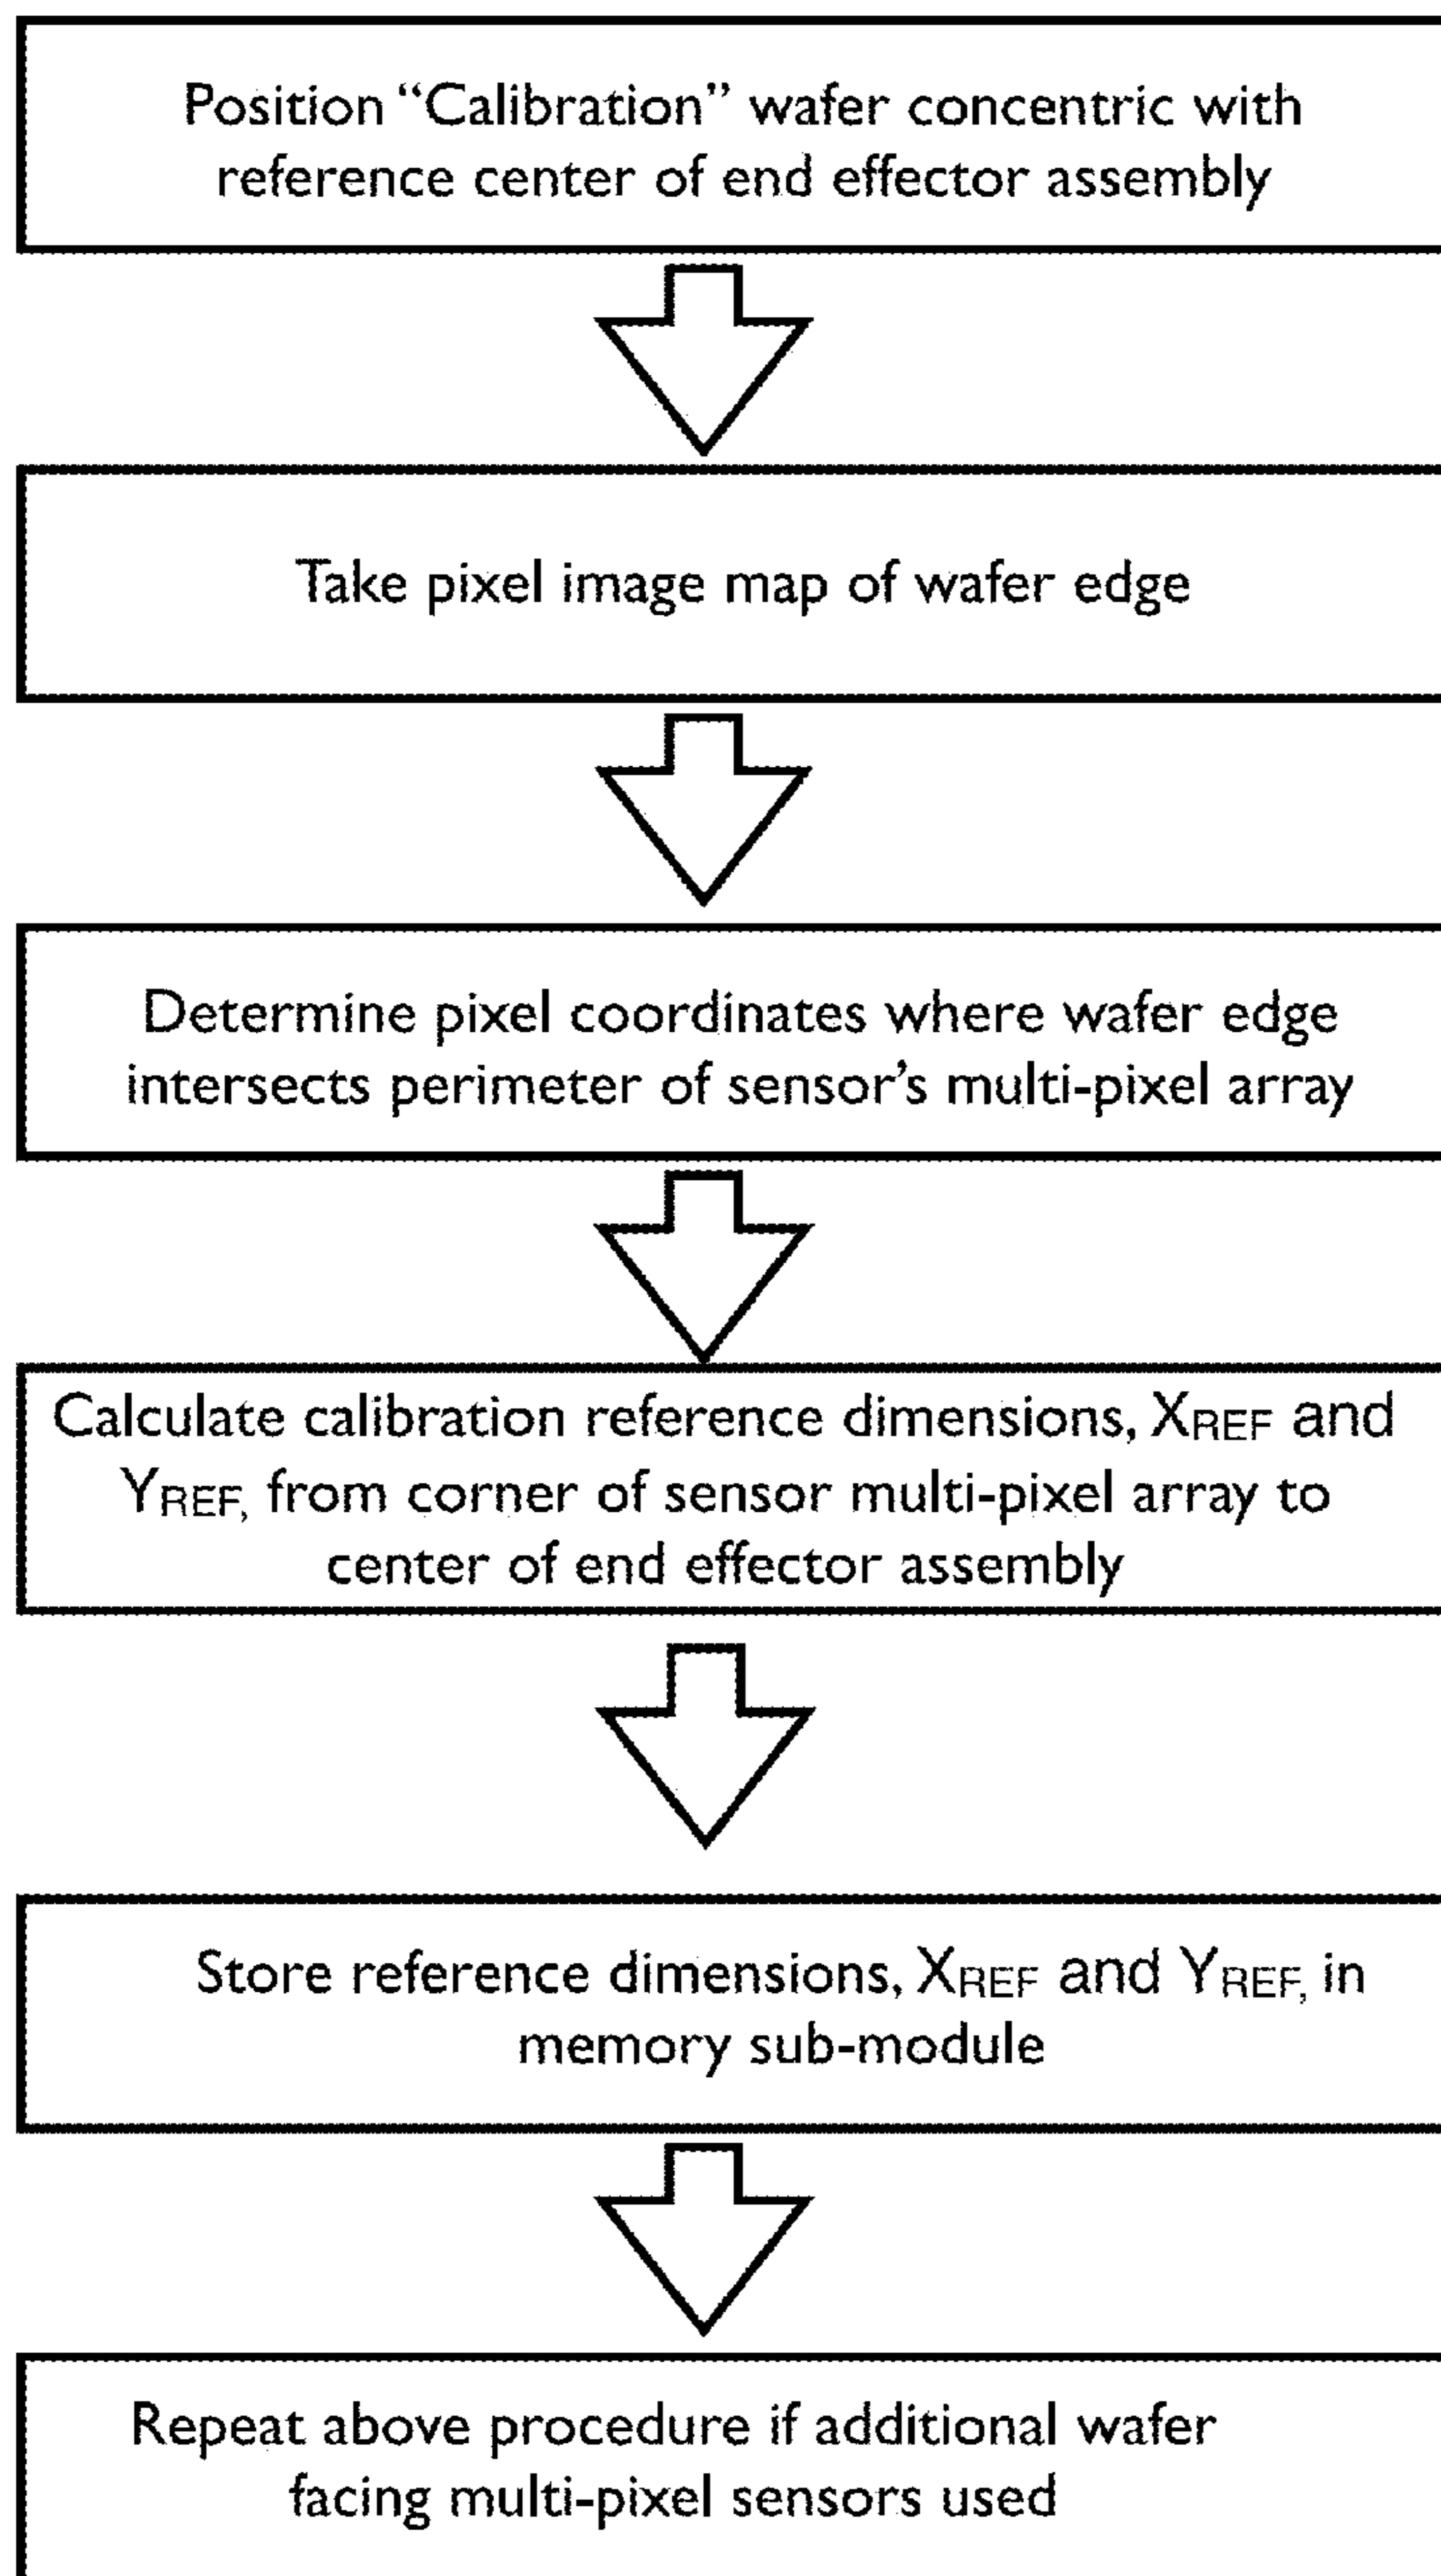 Position “Calibration” wafer concentric with
reference center of end effector assembly
Take pixel image map of wafer edge
Determine pixel coordinates where wafer edge
intersects perimeter of sensor’s multi-pixel array
Calculate calibration reference dimensions, XREF and
YREF, from corner of sensor multi-pixel array to
center of end effector assembly
Store reference dimensions, XREF and YREF, in
memory sub-module
Repeat above procedure if additional wafer
facing multi-pixel sensors used